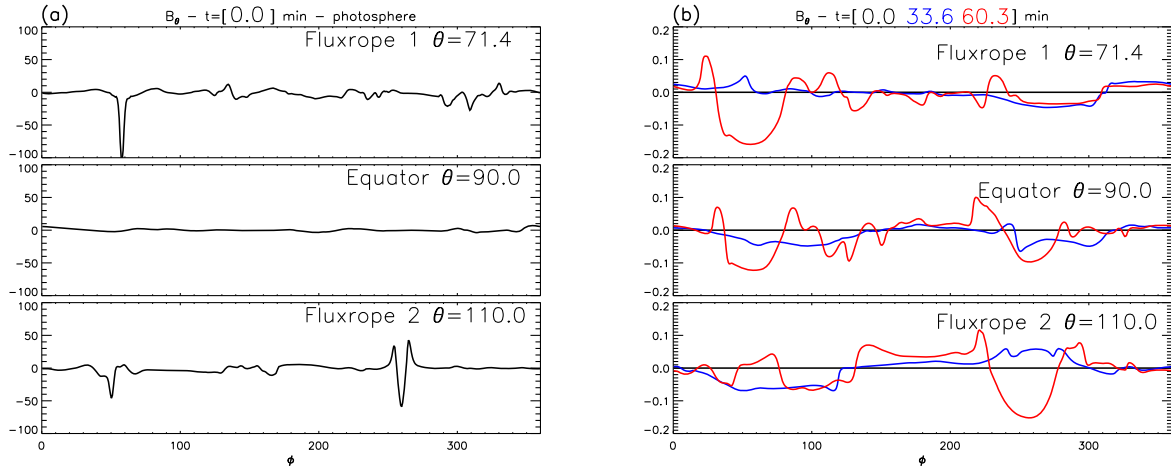 (a) B_θ − t=[ 0.0 ] min − photosphere
Fluxrope 1 θ=71.4
100
50
0
−50
−100
Equator θ=90.0
100
50
0
−50
−100
Fluxrope 2 θ=110.0
100
50
0
−50
−100
0 100 200 300
φ
(b) B_θ − t=[ 0.0 33.6 60.3 ] min
Fluxrope 1 θ=71.4
0.2
0.1
0.0
−0.1
−0.2
Equator θ=90.0
0.2
0.1
0.0
−0.1
−0.2
Fluxrope 2 θ=110.0
0.2
0.1
0.0
−0.1
−0.2
0 100 200 300
φ